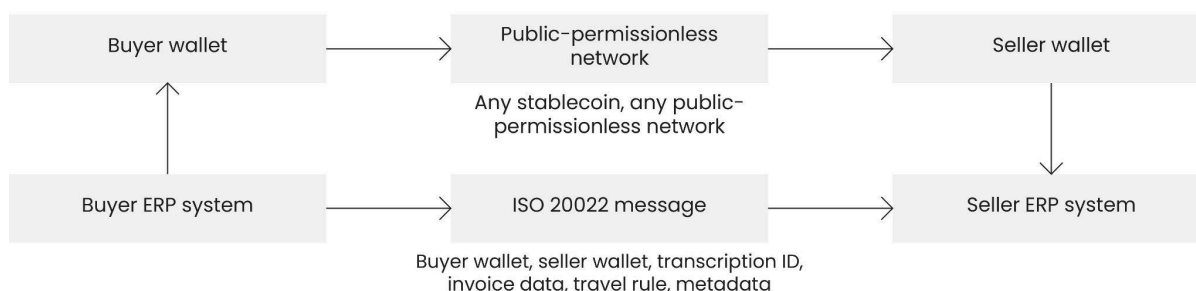 Buyer wallet
Public-permissionless
network
Seller wallet
Any stablecoin, any public-
permissionless network
Buyer ERP system
ISO 20022 message
Seller ERP system
Buyer wallet, seller wallet, transcription ID,
invoice data, travel rule, metadata